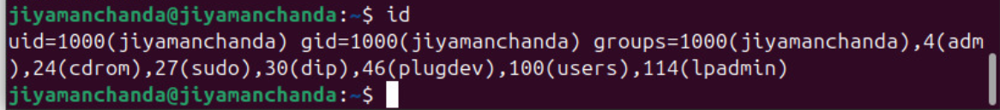 jiyamanchanda@jiyamanchanda:~$ id
uid=1000(jiyamanchanda) gid=1000(jiyamanchanda) groups=1000(jiyamanchanda),4(adm
),24(cdrom),27(sudo),30(dip),46(plugdev),100(users),114(lpadmin)
jiyamanchanda@jiyamanchanda:~$